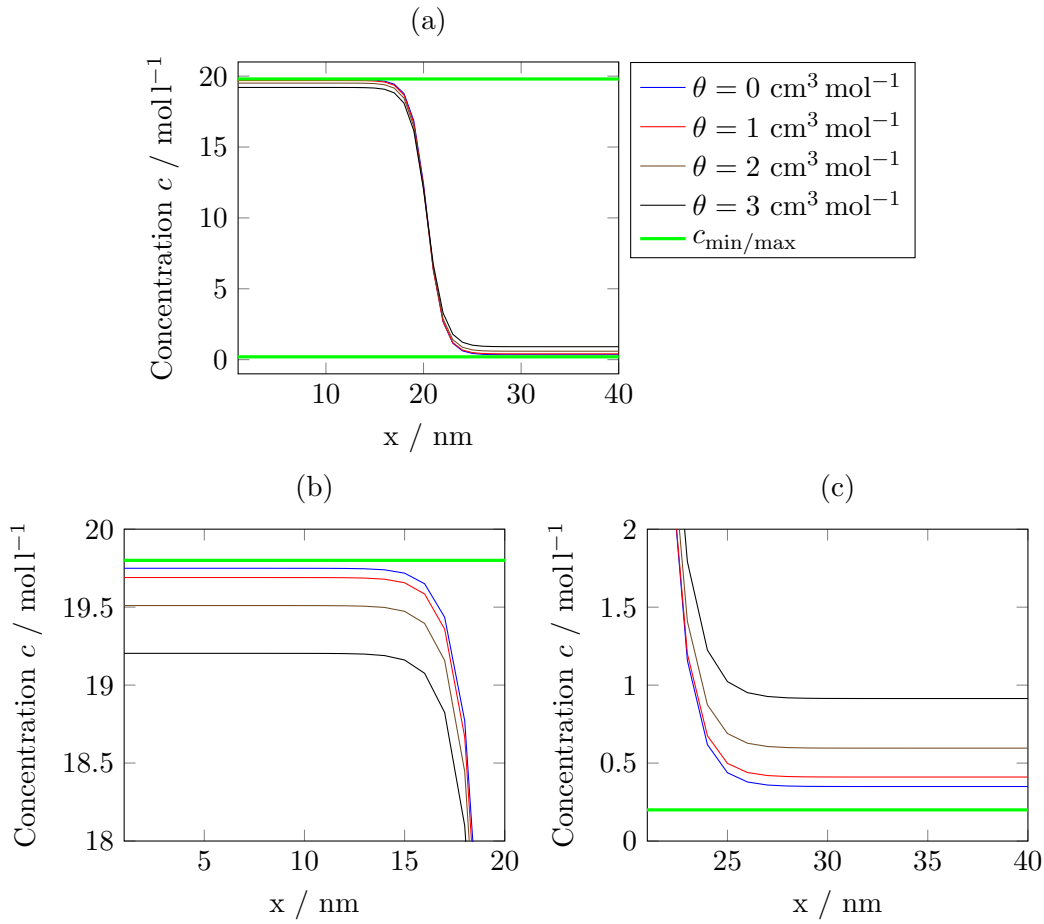 (a)
Concentration c / mol l⁻¹
20
15
10
5
0
10 20 30 40
x / nm
θ = 0 cm³ mol⁻¹
θ = 1 cm³ mol⁻¹
θ = 2 cm³ mol⁻¹
θ = 3 cm³ mol⁻¹
c_min/max
(b)
Concentration c / mol l⁻¹
20
19.5
19
18.5
18
5 10 15 20
x / nm
(c)
Concentration c / mol l⁻¹
2
1.5
1
0.5
0
25 30 35 40
x / nm